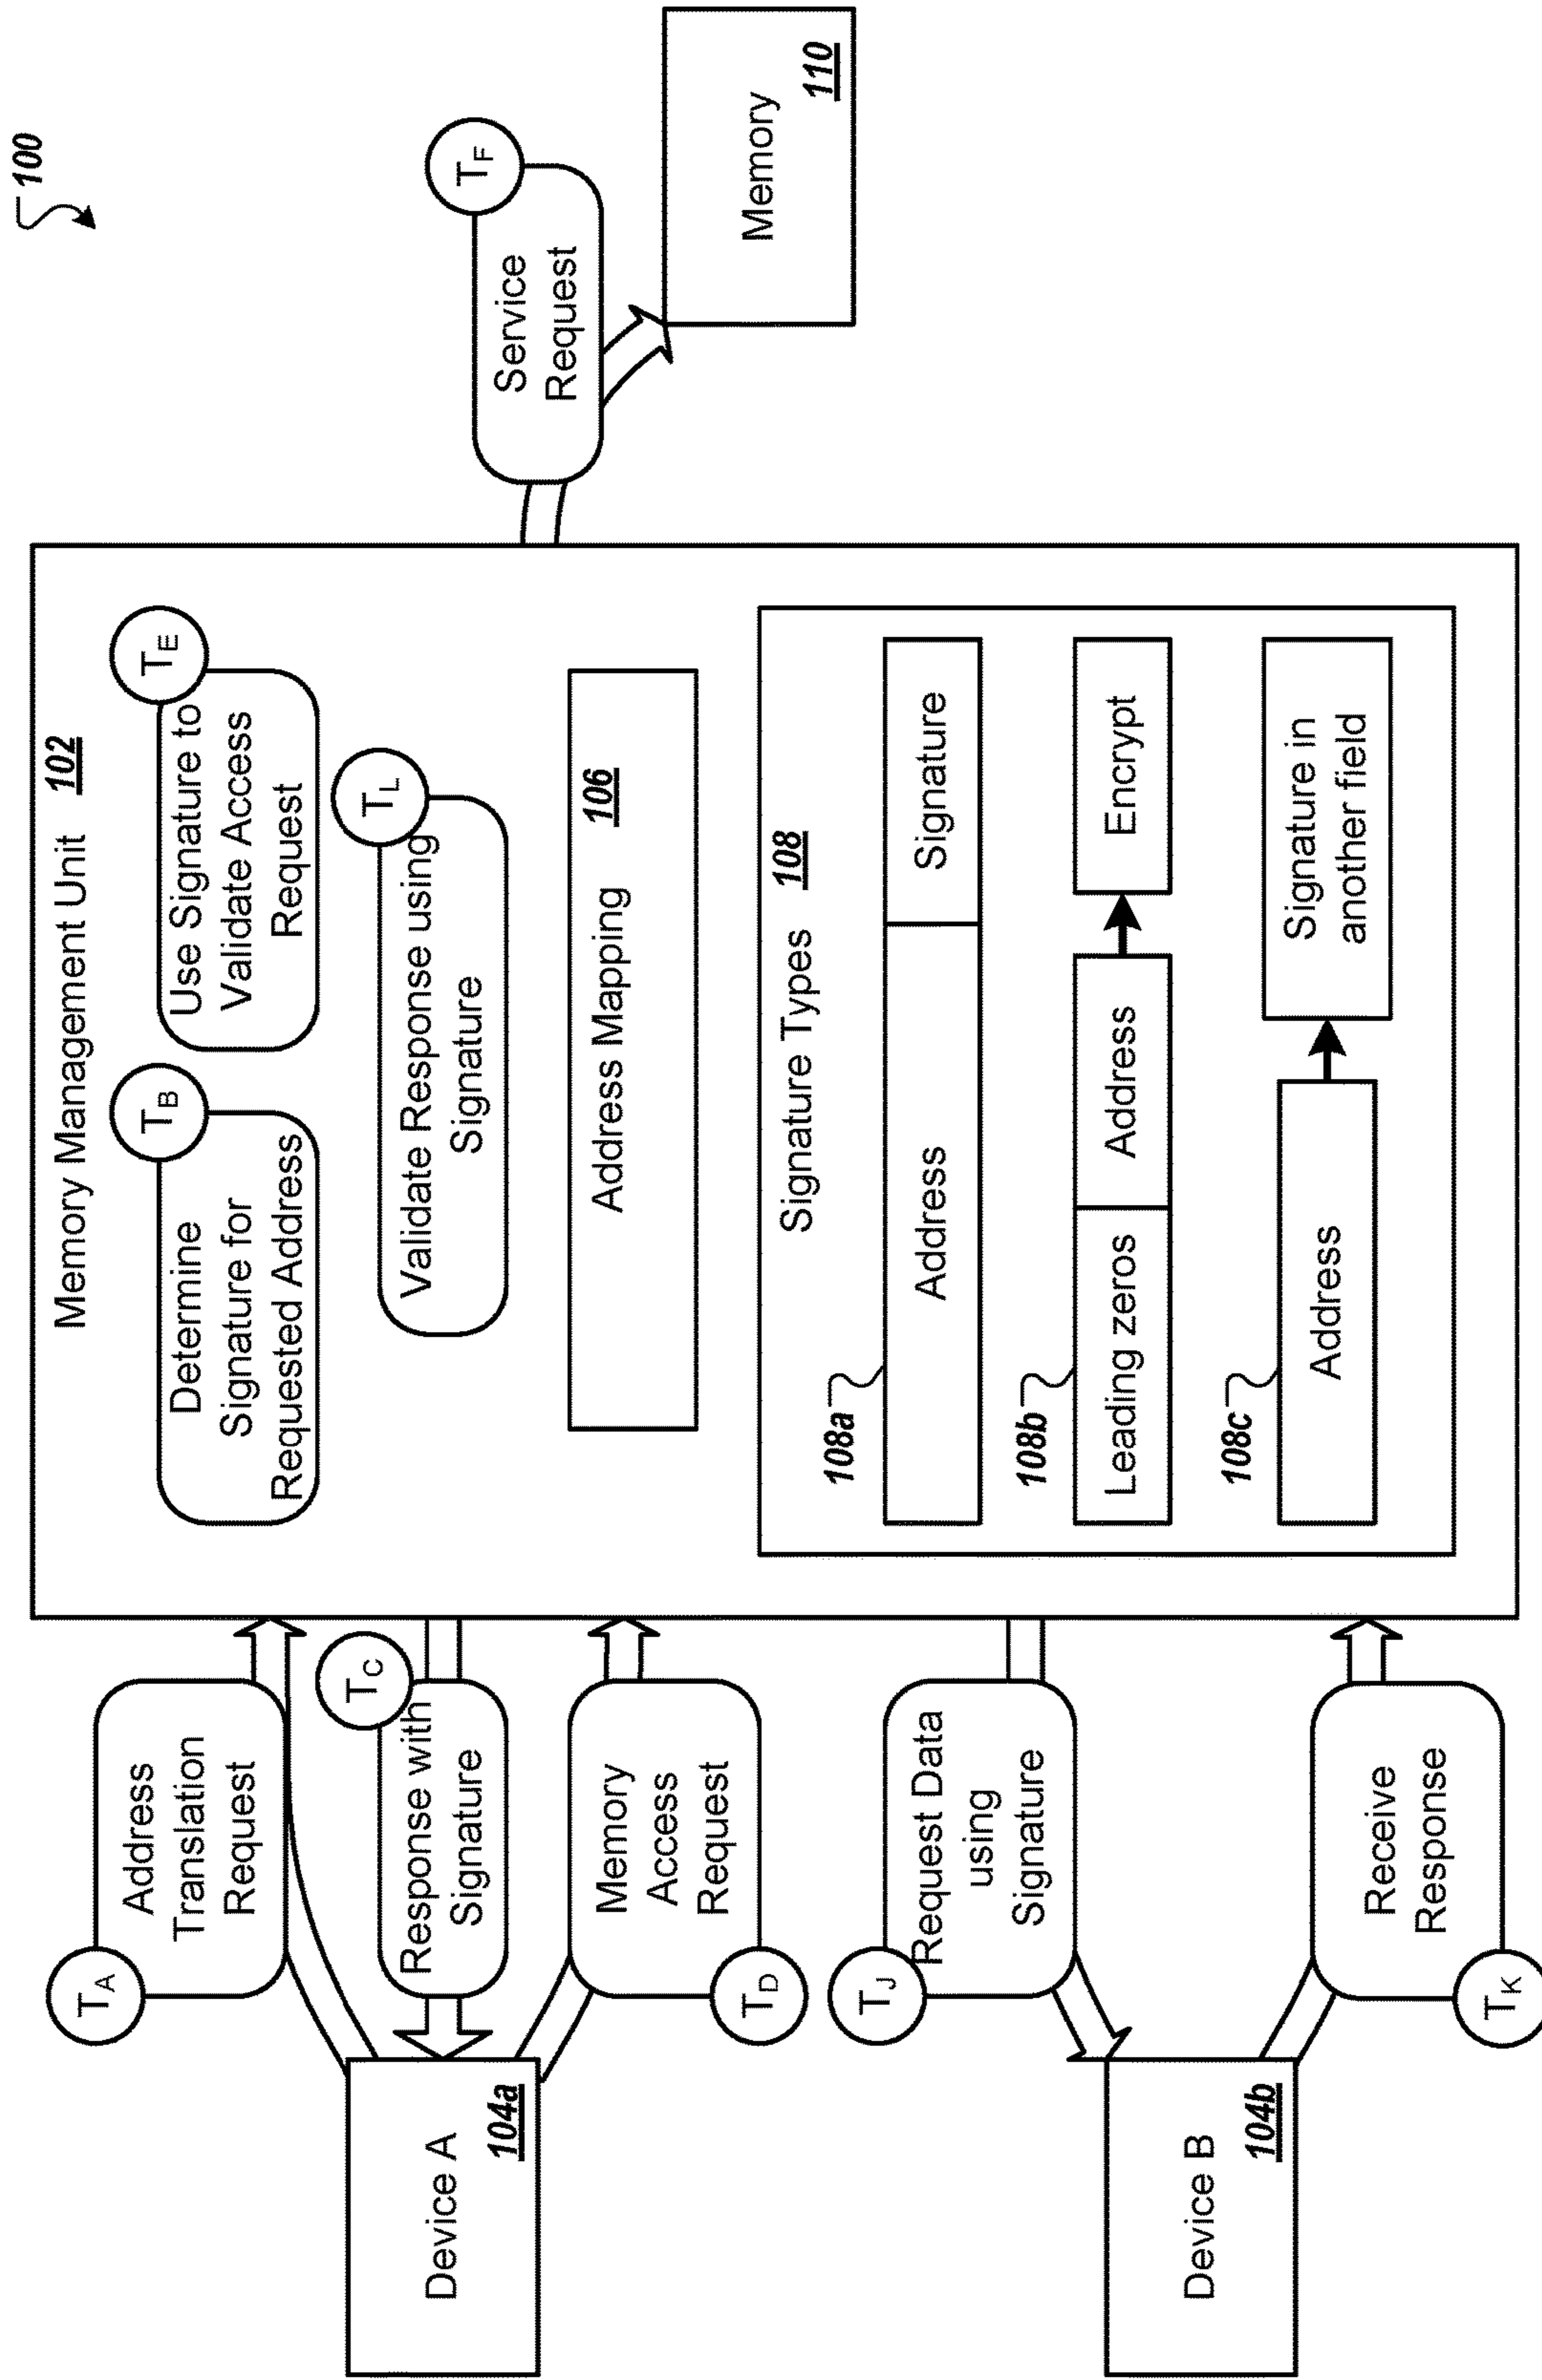 100
Memory Management Unit 102
Determine
Signature for
Requested Address
TB
Use Signature to
Validate Access
Request
TE
Validate Response using
Signature
TL
Address Mapping 106
Signature Types 108
108a
Address
Signature
108b
Leading zeros
Address
Encrypt
108c
Address
Signature in
another field
TA
Address
Translation
Request
TC
Response with
Signature
TD
Memory
Access
Request
Device A
104a
TJ
Request Data
using
Signature
TK
Receive
Response
Device B
104b
TF
Service
Request
Memory
110